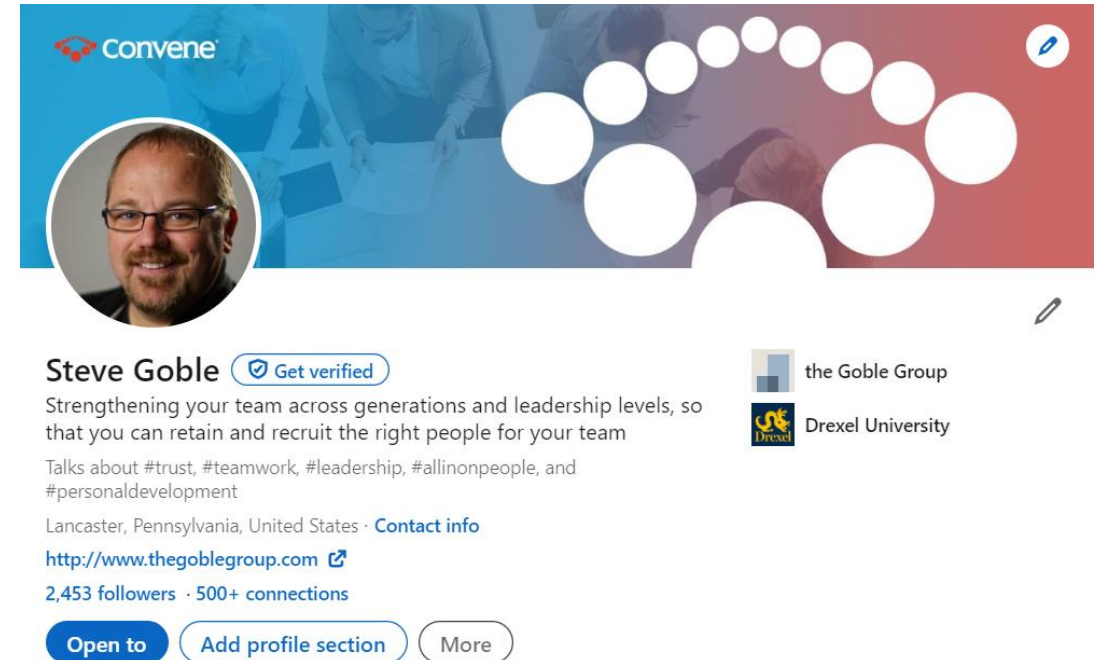 Convene
Steve Goble
Get verified
Strengthening your team across generations and leadership levels, so
that you can retain and recruit the right people for your team
Talks about #trust, #teamwork, #leadership, #allinonpeople, and
#personaldevelopment
Lancaster, Pennsylvania, United States · Contact info
http://www.thegoblegroup.com
2,453 followers · 500+ connections
Open to
Add profile section
More
the Goble Group
Drexel
Drexel University